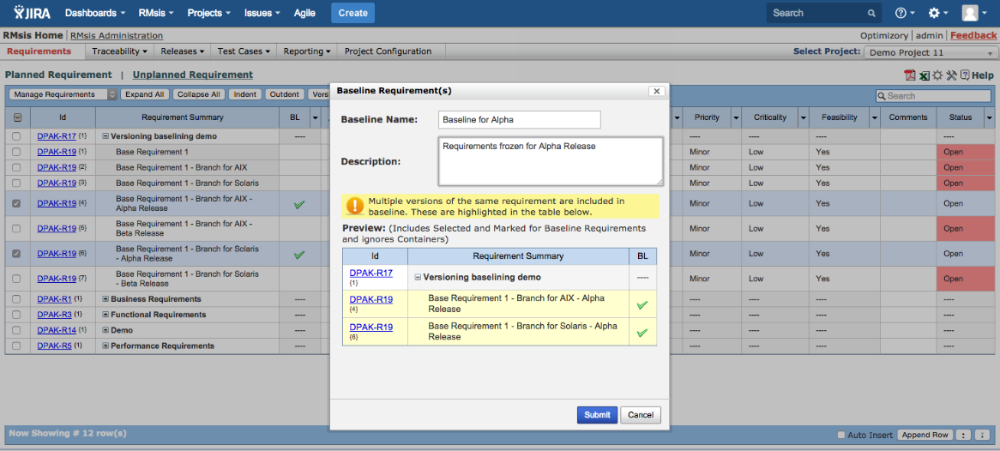 JIRA Dashboards RMsis Projects Issues Agile Create Search
RMsis Home | RMsis Administration Optimizory | admin | Feedback
Requirements Traceability Releases Test Cases Reporting Project Configuration Select Project: Demo Project 11
Planned Requirement | Unplanned Requirement Help
Manage Requirements Expand All Collapse All Indent Outdent Vers Search
Id Requirement Summary BL Priority Criticality Feasibility Comments Status
DPAK-R17 {1} Versioning baselining demo ---- ---- ---- ---- ----
DPAK-R19 {1} Base Requirement 1 Minor Low Yes Open
DPAK-R19 {2} Base Requirement 1 - Branch for AIX Minor Low Yes Open
DPAK-R19 {3} Base Requirement 1 - Branch for Solaris Minor Low Yes Open
DPAK-R19 {4} Base Requirement 1 - Branch for AIX - Minor Low Yes Open
Alpha Release
DPAK-R19 {5} Base Requirement 1 - Branch for AIX - Minor Low Yes Open
Beta Release
DPAK-R19 {6} Base Requirement 1 - Branch for Solaris Minor Low Yes Open
- Alpha Release
DPAK-R19 {7} Base Requirement 1 - Branch for Solaris Minor Low Yes Open
- Beta Release
DPAK-R1 {1} Business Requirements ---- ---- ---- ---- ----
DPAK-R3 {1} Functional Requirements ---- ---- ---- ---- ----
DPAK-R14 {1} Demo ---- ---- ---- ---- ----
DPAK-R5 {1} Performance Requirements ---- ---- ---- ---- ----
Baseline Requirement(s)
Baseline Name: Baseline for Alpha
Description: Requirements frozen for Alpha Release
Multiple versions of the same requirement are included in
baseline. These are highlighted in the table below.
Preview: (Includes Selected and Marked for Baseline Requirements
and ignores Containers)
Id Requirement Summary BL
DPAK-R17 {1} Versioning baselining demo ----
DPAK-R19 {4} Base Requirement 1 - Branch for AIX - Alpha
Release
DPAK-R19 {6} Base Requirement 1 - Branch for Solaris - Alpha
Release
Submit Cancel
Now Showing # 12 row(s) Auto Insert Append Row